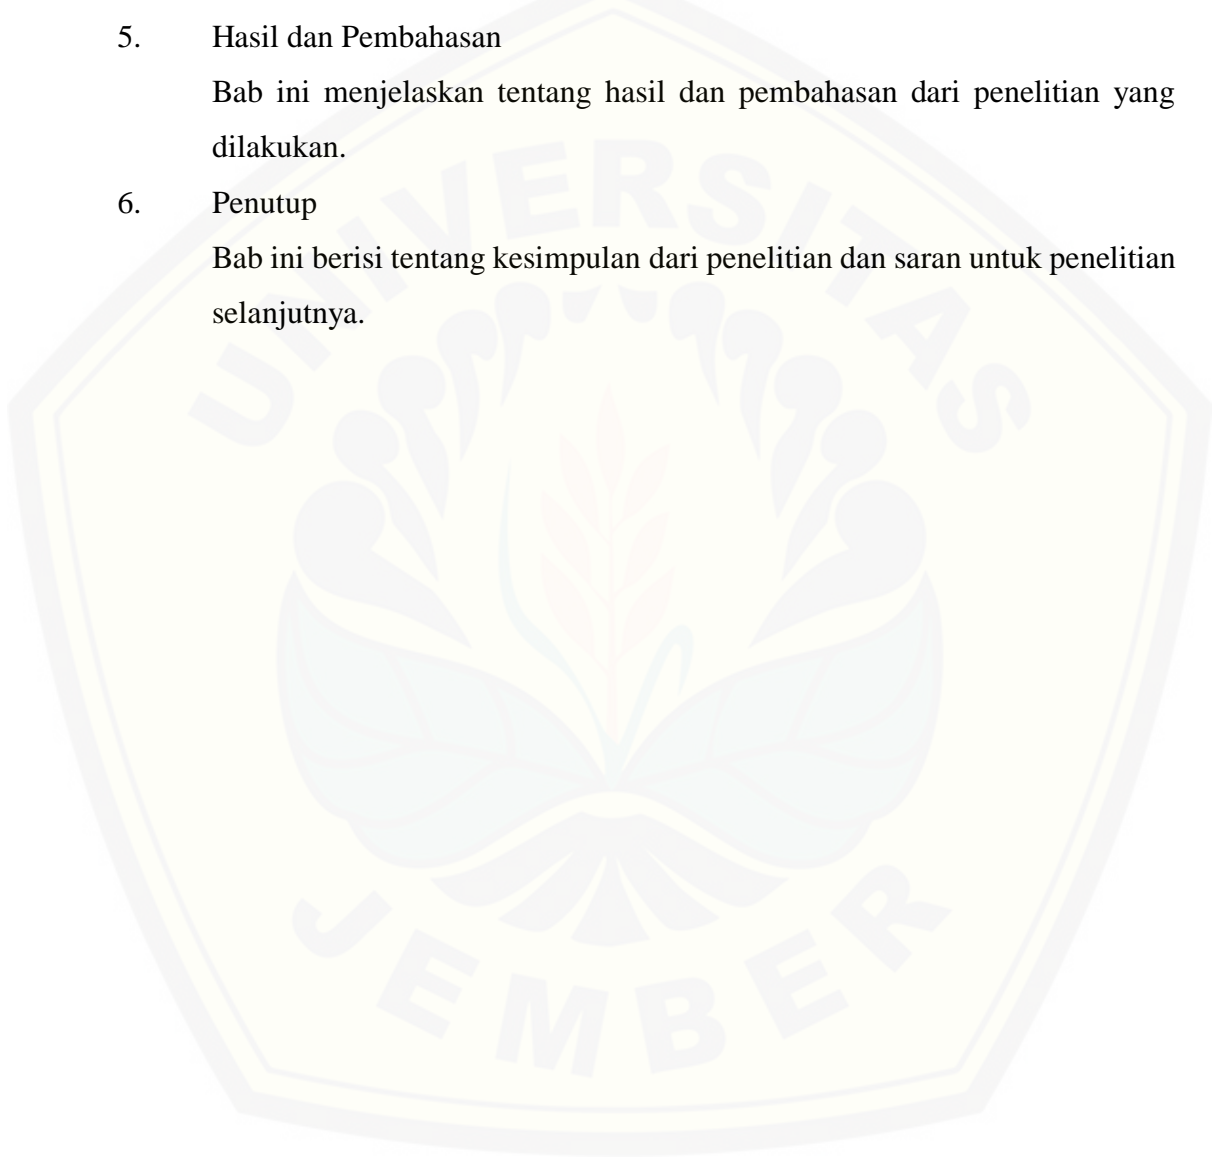 5. Hasil dan Pembahasan
Bab ini menjelaskan tentang hasil dan pembahasan dari penelitian yang
dilakukan.
6. Penutup
Bab ini berisi tentang kesimpulan dari penelitian dan saran untuk penelitian
selanjutnya.
UNIVERSITAS
JEMBER